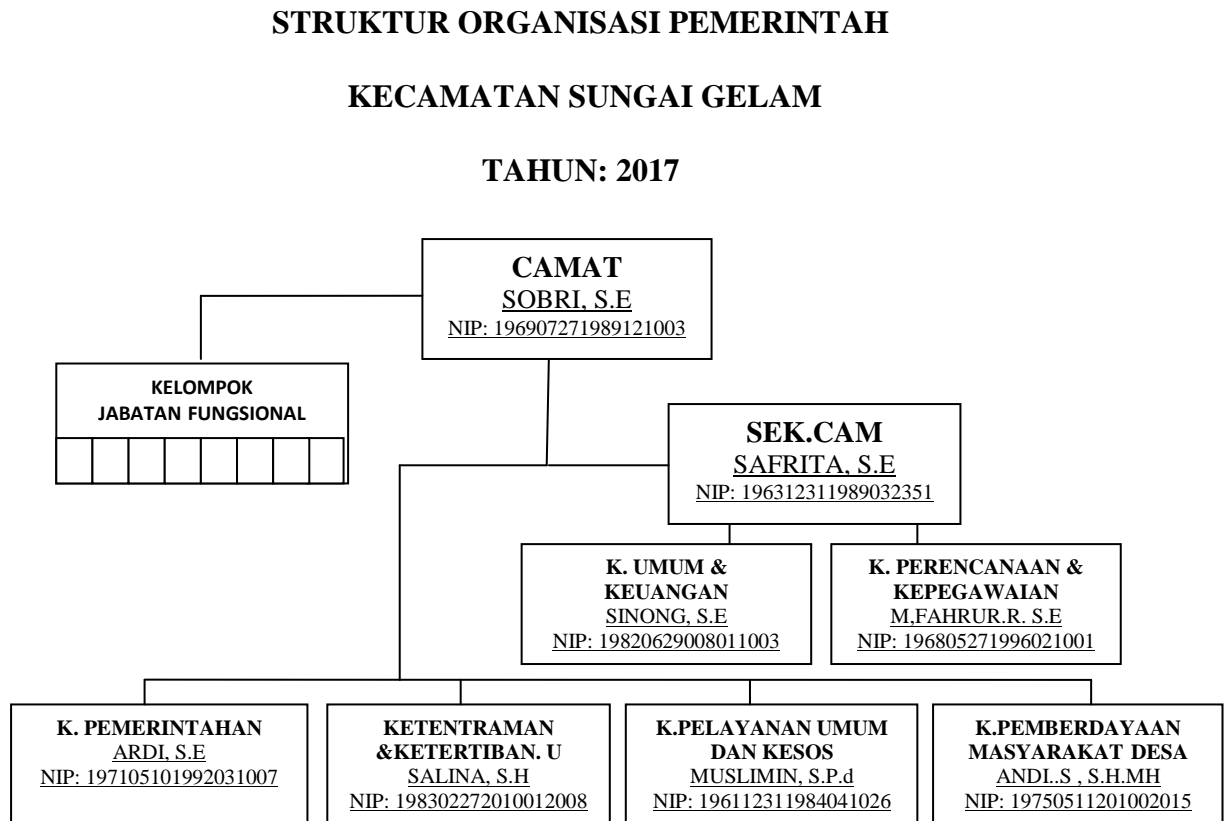 STRUKTUR ORGANISASI PEMERINTAH
KECAMATAN SUNGAI GELAM
TAHUN: 2017
CAMAT
SOBRI, S.E
NIP: 196907271989121003
KELOMPOK
JABATAN FUNGSIONAL
SEK.CAM
SAFRITA, S.E
NIP: 196312311989032351
K. UMUM &
KEUANGAN
SINONG, S.E
NIP: 19820629008011003
K. PERENCANAAN &
KEPEGAWAIAN
M,FAHRUR.R. S.E
NIP: 196805271996021001
K. PEMERINTAHAN
ARDI, S.E
NIP: 197105101992031007
KETENTRAMAN
&KETERTIBAN. U
SALINA, S.H
NIP: 198302272010012008
K.PELAYANAN UMUM
DAN KESOS
MUSLIMIN, S.P.d
NIP: 196112311984041026
K.PEMBERDAYAAN
MASYARAKAT DESA
ANDI..S , S.H.MH
NIP: 19750511201002015